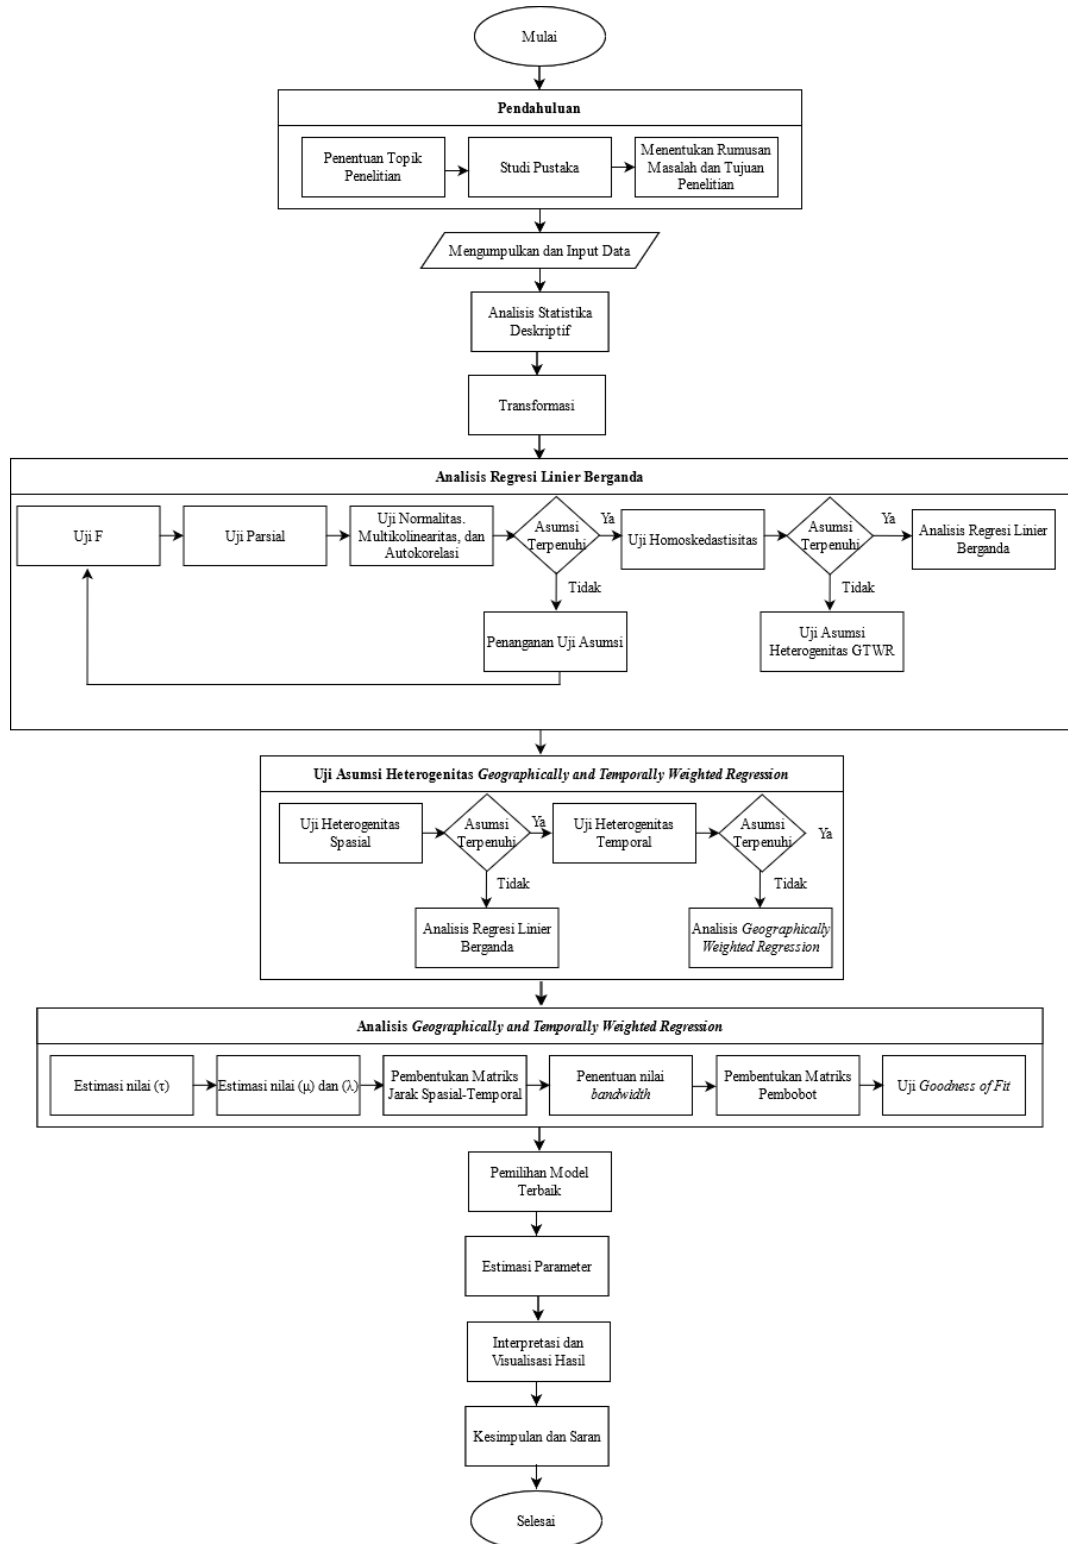 Mulai
Pendahuluan
Penentuan Topik
Penelitian
Studi Pustaka
Menentukan Rumusan
Masalah dan Tujuan
Penelitian
Mengumpulkan dan Input Data
Analisis Statistika
Deskriptif
Transformasi
Analisis Regresi Linier Berganda
Uji F
Uji Parsial
Uji Normalitas.
Multikolinearitas, dan
Autokorelasi
Asumsi
Terpenuhi
Ya
Tidak
Penanganan Uji Asumsi
Uji Homoskedastisitas
Asumsi
Terpenuhi
Ya
Tidak
Analisis Regresi Linier
Berganda
Uji Asumsi
Heterogenitas GTWR
Uji Asumsi Heterogenitas Geographically and Temporally Weighted Regression
Uji Heterogenitas
Spasial
Asumsi
Terpenuhi
Ya
Tidak
Analisis Regresi Linier
Berganda
Uji Heterogenitas
Temporal
Asumsi
Terpenuhi
Ya
Tidak
Analisis Geographically
Weighted Regression
Analisis Geographically and Temporally Weighted Regression
Estimasi nilai (τ)
Estimasi nilai (μ) dan (λ)
Pembentukan Matriks
Jarak Spasial-Temporal
Penentuan nilai
bandwidth
Pembentukan Matriks
Pembobot
Uji Goodness of Fit
Pemilihan Model
Terbaik
Estimasi Parameter
Interpretasi dan
Visualisasi Hasil
Kesimpulan dan Saran
Selesai